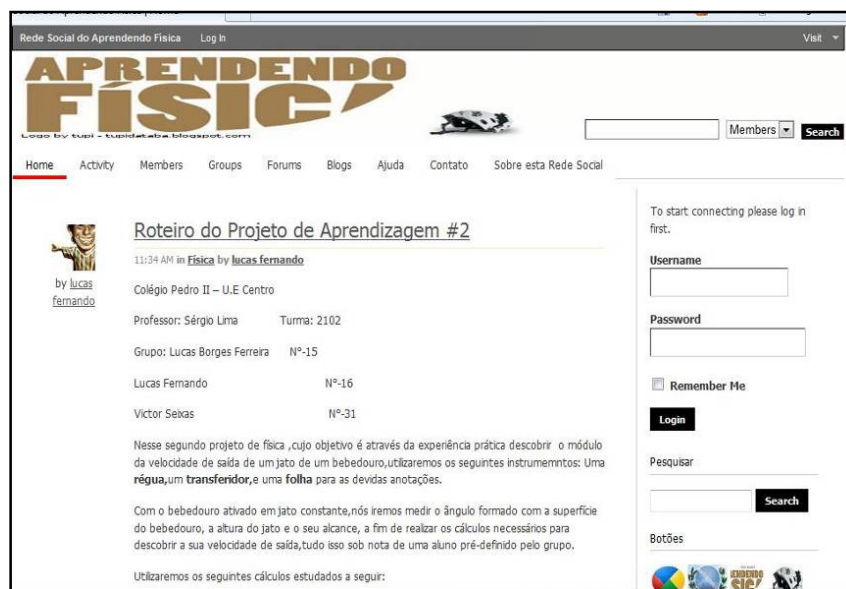 Rede Social do Aprendendo Física Log In Visit
APRENDENDO
FÍSIC
Logo by tupi - tupidataba.blogspot.com
Members Search
Home Activity Members Groups Forums Blogs Ajuda Contato Sobre esta Rede Social
Roteiro do Projeto de Aprendizagem #2
11:34 AM in Física by lucas fernando
by lucas
fernando
Colégio Pedro II – U.E Centro
Professor: Sérgio Lima Turma: 2102
Grupo: Lucas Borges Ferreira Nº-15
Lucas Fernando Nº-16
Victor Seixas Nº-31
Nesse segundo projeto de física ,cujo objetivo é através da experiência prática descobrir o módulo
da velocidade de saída de um jato de um bebedouro,utilizaremos os seguintes instrumemntos: Uma
régua,um transferidor,e uma folha para as devidas anotações.
Com o bebedouro ativado em jato constante,nós iremos medir o ângulo formado com a superfície
do bebedouro, a altura do jato e o seu alcance, a fim de realizar os cálculos necessários para
descobrir a sua velocidade de saída,tudo isso sob nota de uma aluno pré-definido pelo grupo.
Utilizaremos os seguintes cálculos estudados a seguir:
To start connecting please log in
first.
Username
Password
Remember Me
Login
Pesquisar
Search
Botões